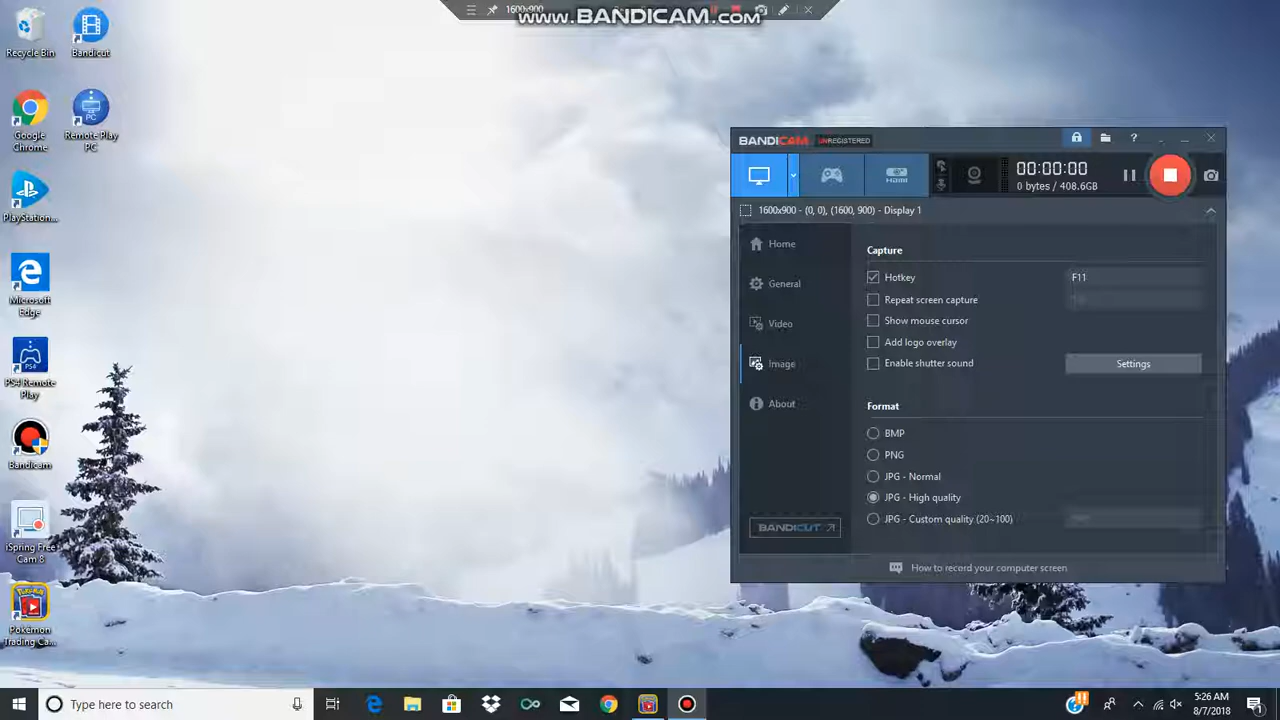 1600x900
www.BANDICAM.com
Recycle Bin
Bandicut
Google
Chrome
Remote Play
PC
PlayStation...
Microsoft
Edge
PS4 Remote
Play
Bandicam
iSpring Free
Cam 8
Pokemon
Trading Ca...
BANDICAM UNREGISTERED
HDMI
00:00:00
0 bytes / 408.6GB
1600x900 - (0, 0), (1600, 900) - Display 1
Home
General
Video
Image
About
BANDICUT
Capture
Hotkey F11
Repeat screen capture
Show mouse cursor
Add logo overlay
Enable shutter sound Settings
Format
BMP
PNG
JPG - Normal
JPG - High quality
JPG - Custom quality (20~100)
How to record your computer screen
Type here to search
5:26 AM
8/7/2018